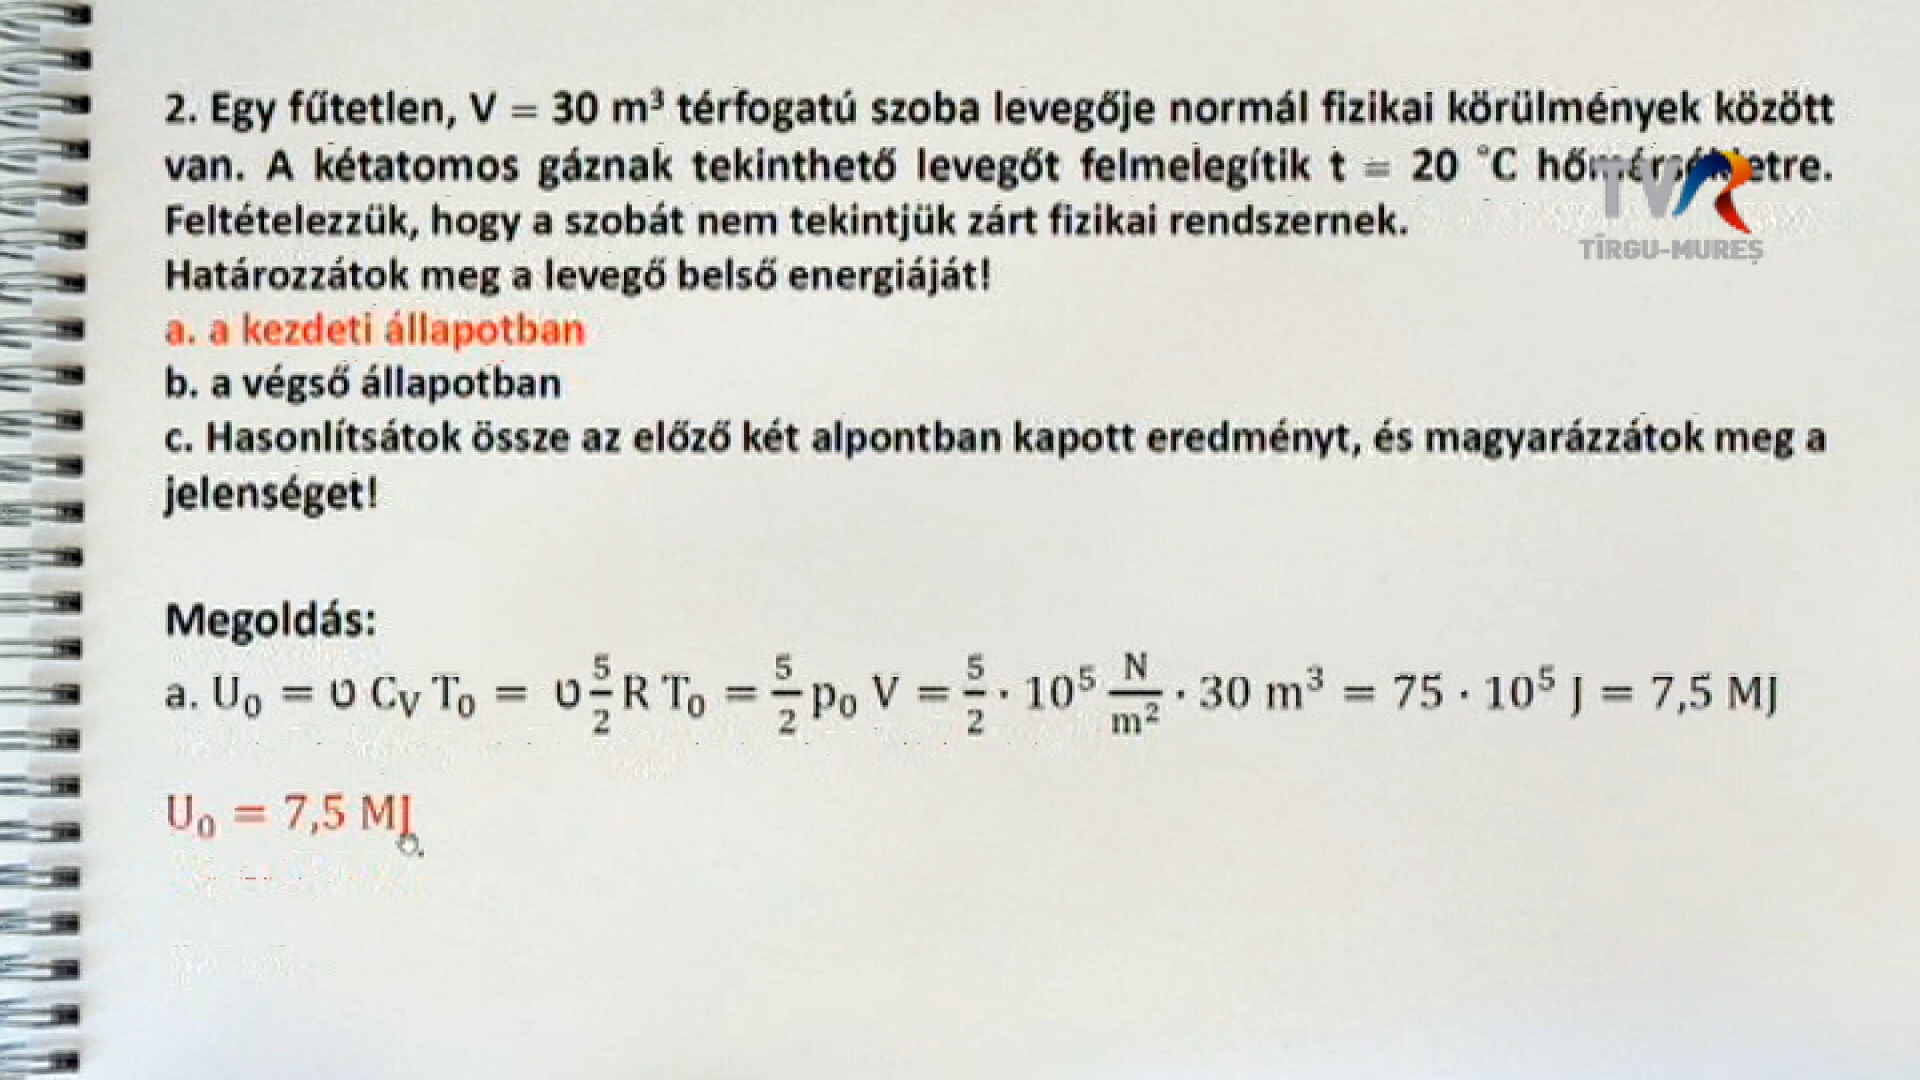 2. Egy fűtetlen, V = 30 m³ térfogatú szoba levegője normál fizikai körülmények között
van. A kétatomos gáznak tekinthető levegőt felmelegítik t = 20 °C
Feltételezzük, hogy a szobát nem tekintjük zárt fizikai rendszernek.
Határozzátok meg a levegő belső energiáját!
a. a kezdeti állapotban
b. a végső állapotban
c. Hasonlítsátok össze az előző két alpontban kapott eredményt, és magyarázzátok meg a
jelenséget!
TVR
TÎRGU-MUREȘ
Megoldás:
a. U₀ = υ C_V T₀ = υ 5/2 R T₀ = 5/2 p₀ V = 5/2 · 10⁵ N/m² · 30 m³ = 75 · 10⁵ J = 7,5 MJ
U₀ = 7,5 MJ